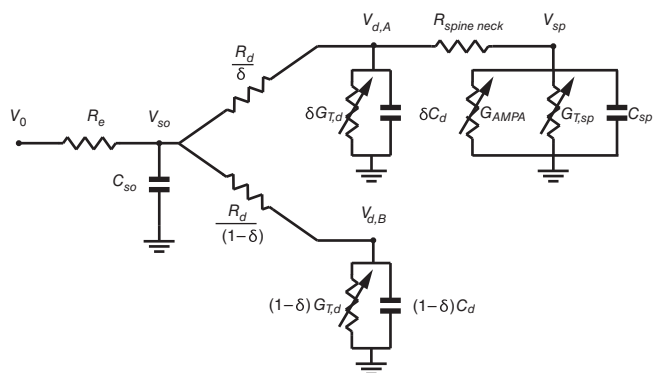 V_{d,A}
R_{spine neck}
V_{sp}
R_d
δ
V_0
R_e
V_{so}
δG_{T,d}
δC_d
G_{AMPA}
G_{T,sp}
C_{sp}
C_{so}
R_d
(1−δ)
V_{d,B}
(1−δ)G_{T,d}
(1−δ)C_d